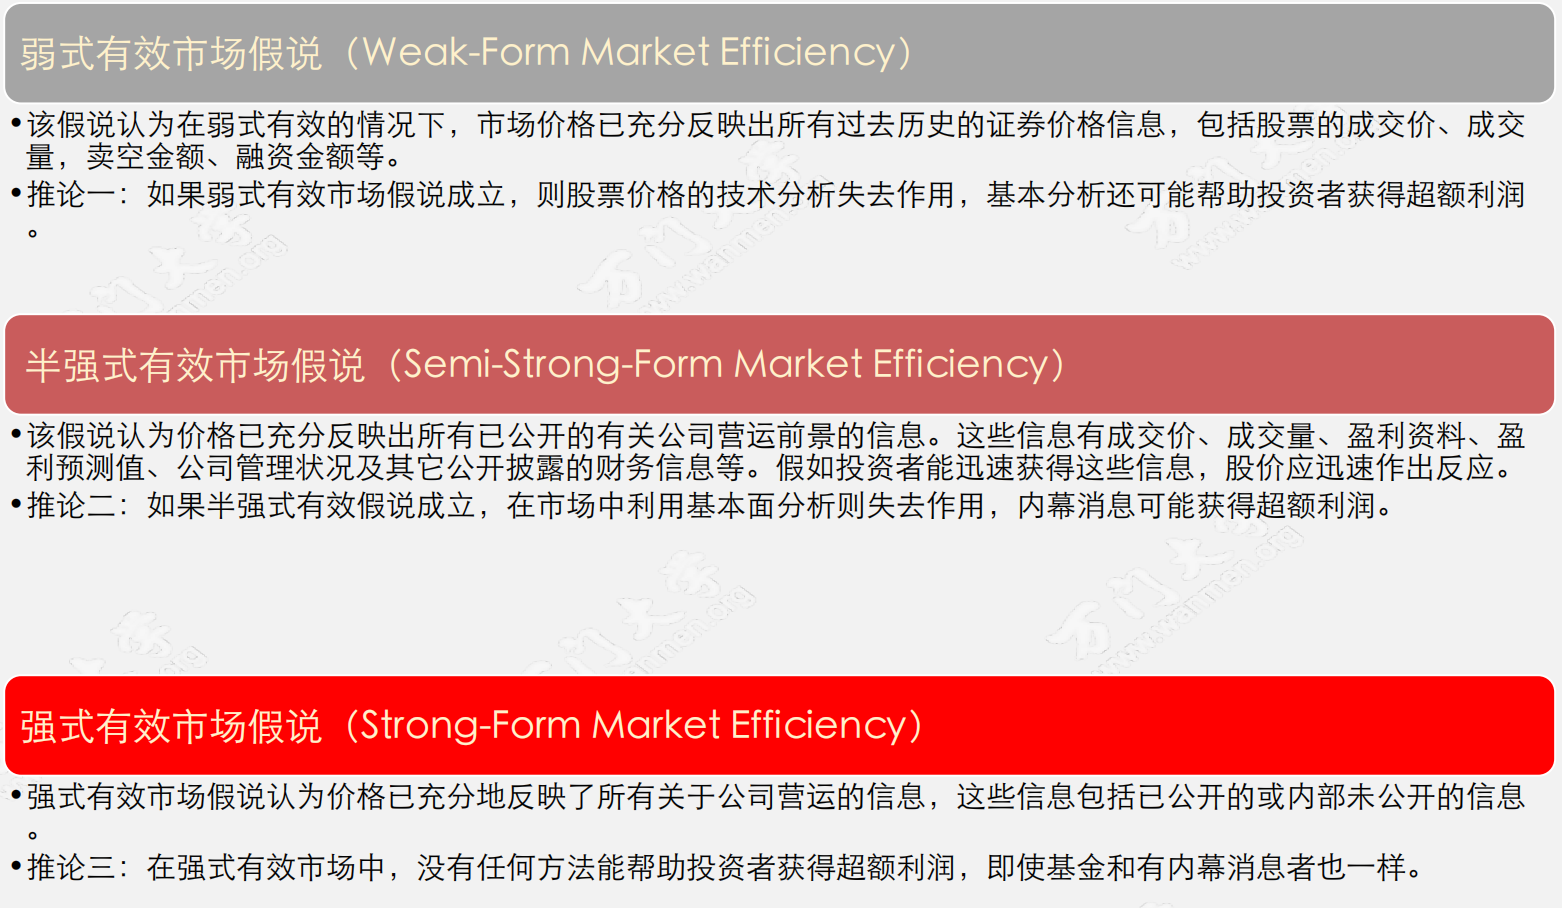 弱式有效市场假说（Weak-Form Market Efficiency）
•该假说认为在弱式有效的情况下，市场价格已充分反映出所有过去历史的证券价格信息，包括股票的成交价、成交
量，卖空金额、融资金额等。
•推论一：如果弱式有效市场假说成立，则股票价格的技术分析失去作用，基本分析还可能帮助投资者获得超额利润
。
半强式有效市场假说（Semi-Strong-Form Market Efficiency）
•该假说认为价格已充分反映出所有已公开的有关公司营运前景的信息。这些信息有成交价、成交量、盈利资料、盈
利预测值、公司管理状况及其它公开披露的财务信息等。假如投资者能迅速获得这些信息，股价应迅速作出反应。
•推论二：如果半强式有效假说成立，在市场中利用基本面分析则失去作用，内幕消息可能获得超额利润。
强式有效市场假说（Strong-Form Market Efficiency）
•强式有效市场假说认为价格已充分地反映了所有关于公司营运的信息，这些信息包括已公开的或内部未公开的信息
。
•推论三：在强式有效市场中，没有任何方法能帮助投资者获得超额利润，即使基金和有内幕消息者也一样。
万门大学
www.wanmen.org